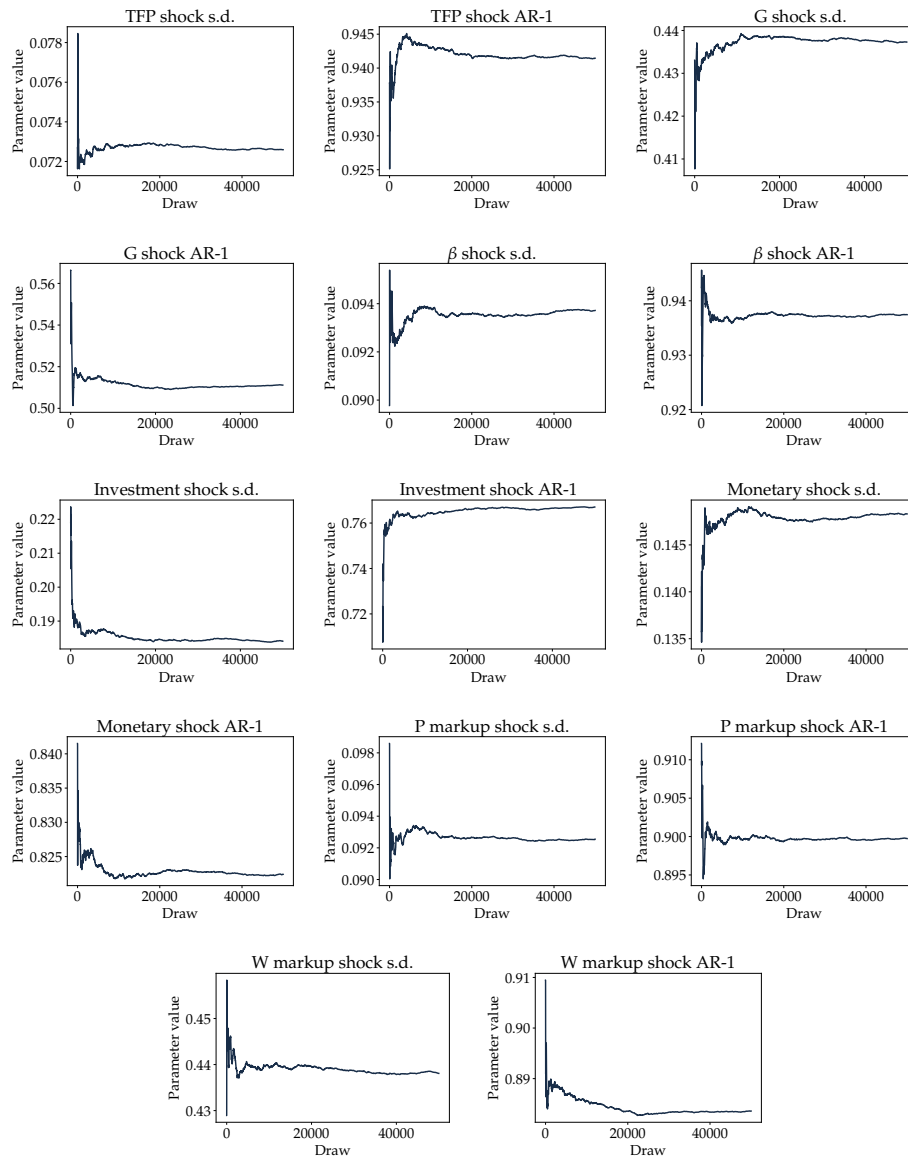 TFP shock s.d.
Parameter value
0.078
0.076
0.074
0.072
0
20000
40000
Draw
TFP shock AR-1
Parameter value
0.945
0.940
0.935
0.930
0.925
0
20000
40000
Draw
G shock s.d.
Parameter value
0.44
0.43
0.42
0.41
0
20000
40000
Draw
G shock AR-1
Parameter value
0.56
0.54
0.52
0.50
0
20000
40000
Draw
β shock s.d.
Parameter value
0.094
0.092
0.090
0
20000
40000
Draw
β shock AR-1
Parameter value
0.94
0.93
0.92
0
20000
40000
Draw
Investment shock s.d.
Parameter value
0.22
0.21
0.20
0.19
0
20000
40000
Draw
Investment shock AR-1
Parameter value
0.76
0.74
0.72
0
20000
40000
Draw
Monetary shock s.d.
Parameter value
0.145
0.140
0.135
0
20000
40000
Draw
Monetary shock AR-1
Parameter value
0.840
0.835
0.830
0.825
0
20000
40000
Draw
P markup shock s.d.
Parameter value
0.098
0.096
0.094
0.092
0.090
0
20000
40000
Draw
P markup shock AR-1
Parameter value
0.910
0.905
0.900
0.895
0
20000
40000
Draw
W markup shock s.d.
Parameter value
0.45
0.44
0.43
0
20000
40000
Draw
W markup shock AR-1
Parameter value
0.91
0.90
0.89
0
20000
40000
Draw